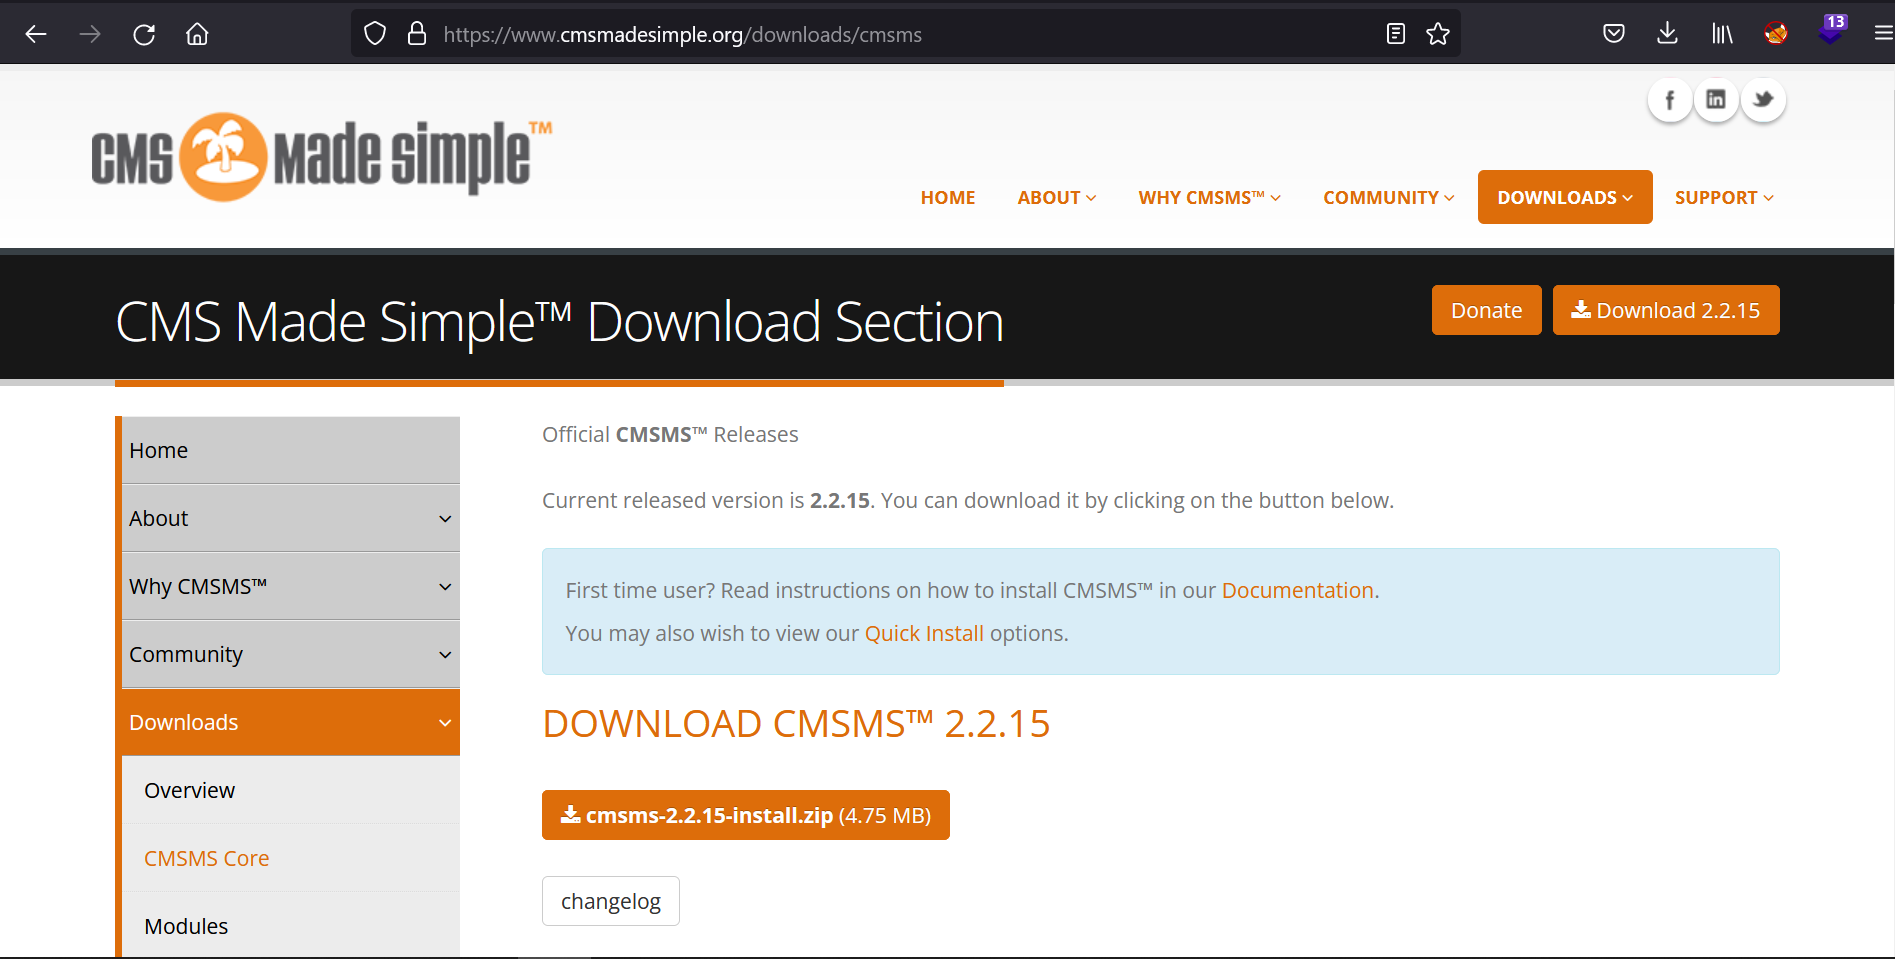 https://www.cmsmadesimple.org/downloads/cmsms
13
CMS Made Simple™
HOME ABOUT WHY CMSMS™ COMMUNITY DOWNLOADS SUPPORT
CMS Made Simple™ Download Section
Donate Download 2.2.15
Home
About
Why CMSMS™
Community
Downloads
Overview
CMSMS Core
Modules
Official CMSMS™ Releases
Current released version is 2.2.15. You can download it by clicking on the button below.
First time user? Read instructions on how to install CMSMS™ in our Documentation.
You may also wish to view our Quick Install options.
DOWNLOAD CMSMS™ 2.2.15
cmsms-2.2.15-install.zip (4.75 MB)
changelog